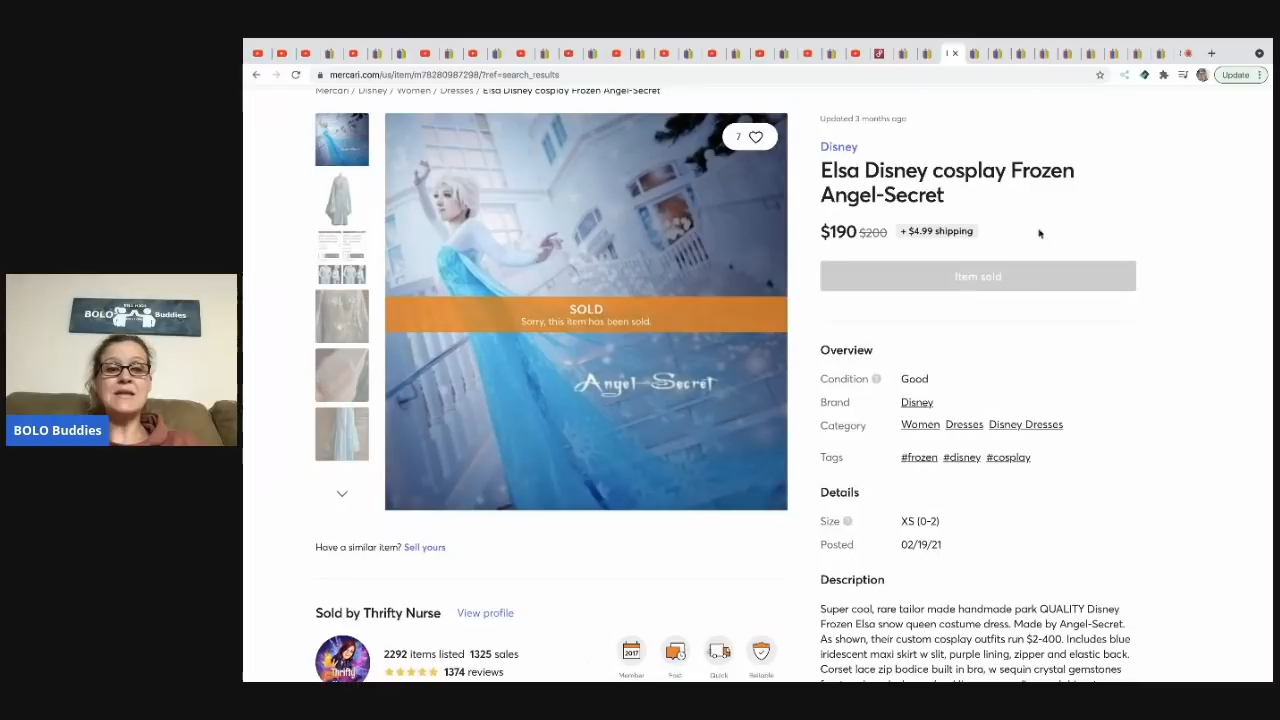 mercari.com/us/item/m78280987298/?ref=search_results
Update
Mercari / Disney / Women / Dresses / Elsa Disney cosplay Frozen Angel-Secret
7
Updated 3 months ago
Disney
Elsa Disney cosplay Frozen
Angel-Secret
$190 $200 + $4.99 shipping
Item sold
SOLD
Sorry, this item has been sold.
Angel-Secret
Overview
Condition Good
Brand Disney
Category Women Dresses Disney Dresses
Tags #frozen #disney #cosplay
Details
Size XS (0-2)
Posted 02/19/21
Description
Super cool, rare tailor made handmade park QUALITY Disney
Frozen Elsa snow queen costume dress. Made by Angel-Secret.
As shown, their custom cosplay outfits run $2-400. Includes blue
iridescent maxi skirt w slit, purple lining, zipper and elastic back.
Corset lace zip bodice built in bra, w sequin crystal gemstones
Have a similar item? Sell yours
Sold by Thrifty Nurse View profile
2292 items listed 1325 sales
1374 reviews
2017
Member Fast Quick Reliable
Thrifty
BOLO Buddies
BOLO Buddies